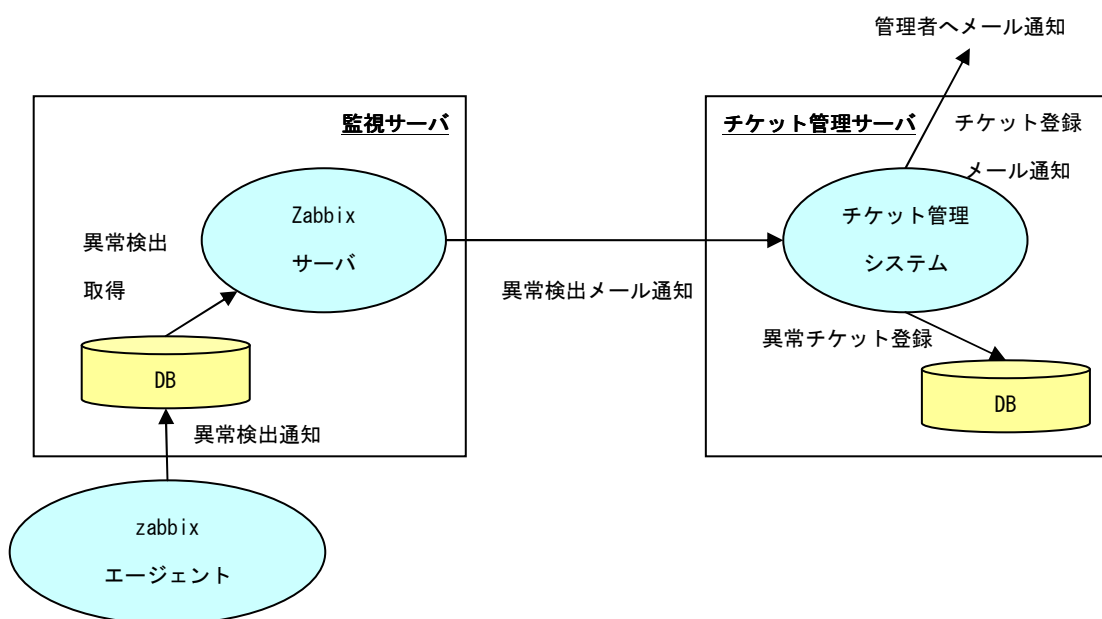 管理者へメール通知
監視サーバ
チケット管理サーバ
チケット登録
メール通知
Zabbix
サーバ
チケット管理
システム
異常検出
取得
異常検出メール通知
異常チケット登録
DB
DB
異常検出通知
zabbix
エージェント